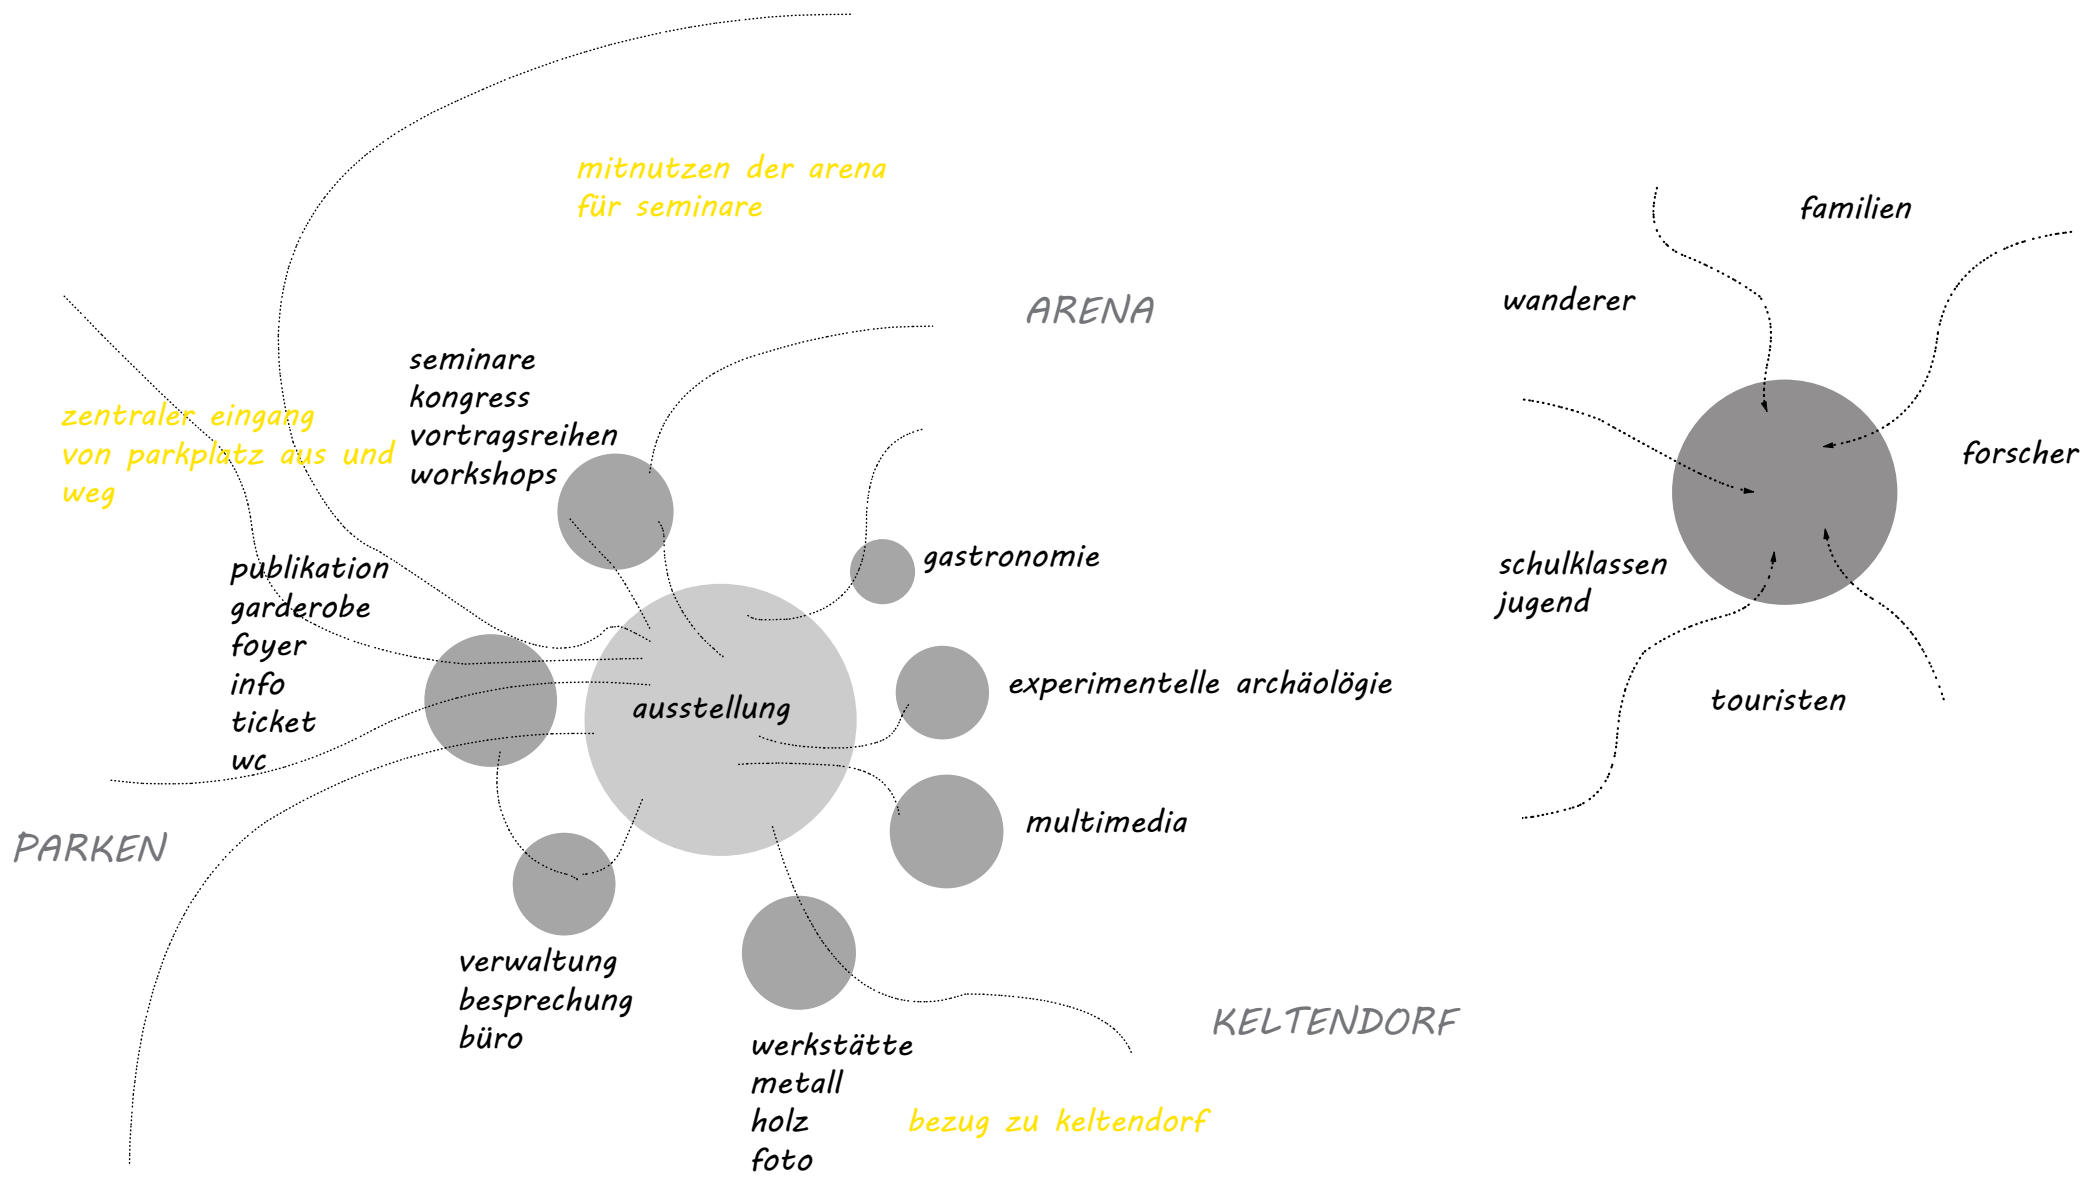 mitnutzen der arena
für seminare
ARENA
seminare
kongress
vortragsreihen
workshops
zentraler eingang
von parkplatz aus und
weg
publikation
garderobe
foyer
info
ticket
wc
gastronomie
experimentelle archäölögie
ausstellung
multimedia
PARKEN
verwaltung
besprechung
büro
werkstätte
metall
holz
foto
KELTENDORF
bezug zu keltendorf
familien
wanderer
forscher
schulklassen
jugend
touristen